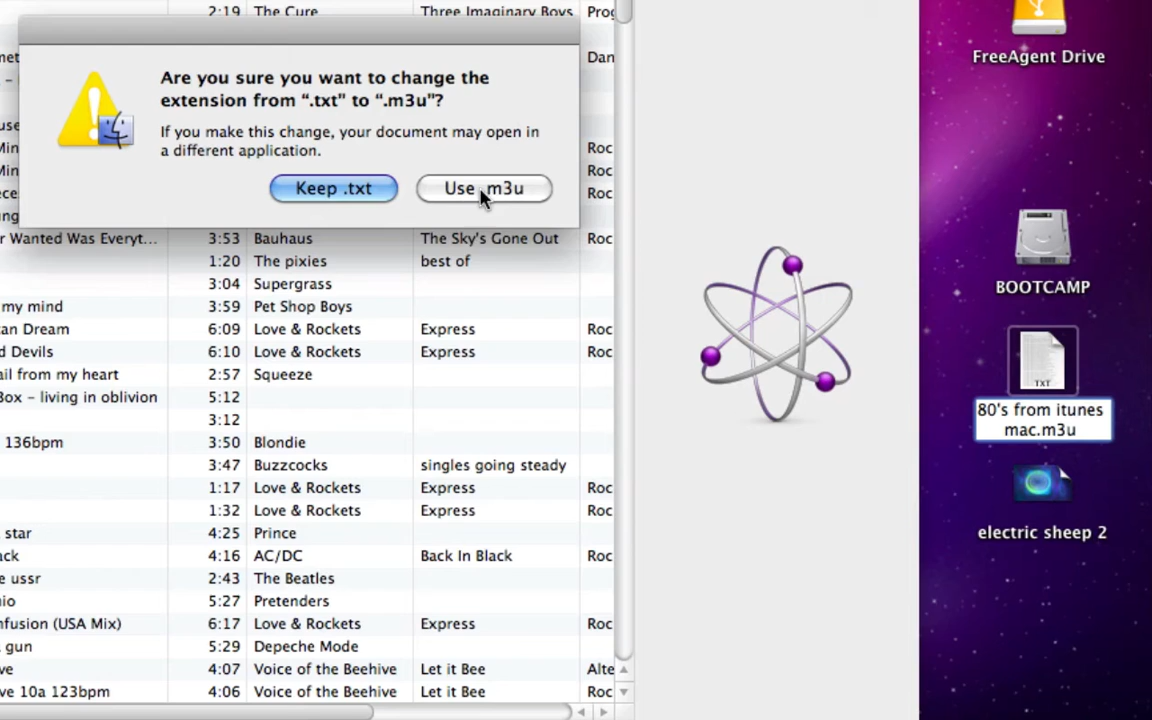 2:19 The Cure Three Imaginary Boys
Are you sure you want to change the
extension from “.txt” to “.m3u”?
If you make this change, your document may open in
a different application.
Keep .txt
Use .m3u
Dan
Roc
Roc
Roc
r Wanted Was Everyt... 3:53 Bauhaus The Sky's Gone Out Roc
1:20 The pixies best of
3:04 Supergrass
my mind 3:59 Pet Shop Boys
can Dream 6:09 Love & Rockets Express Roc
d Devils 6:10 Love & Rockets Express Roc
ail from my heart 2:57 Squeeze
Box – living in oblivion 5:12
3:12
136bpm 3:50 Blondie
3:47 Buzzcocks singles going steady
1:17 Love & Rockets Express Roc
1:32 Love & Rockets Express Roc
star 4:25 Prince
ack 4:16 AC/DC Back In Black Roc
e ussr 2:43 The Beatles
nio 5:27 Pretenders
nfusion (USA Mix) 6:17 Love & Rockets Express Roc
gun 5:29 Depeche Mode
ve 4:07 Voice of the Beehive Let it Bee Alte
ve 10a 123bpm 4:06 Voice of the Beehive Let it Bee Roc
FreeAgent Drive
BOOTCAMP
TXT
80's from itunes
mac.m3u
electric sheep 2